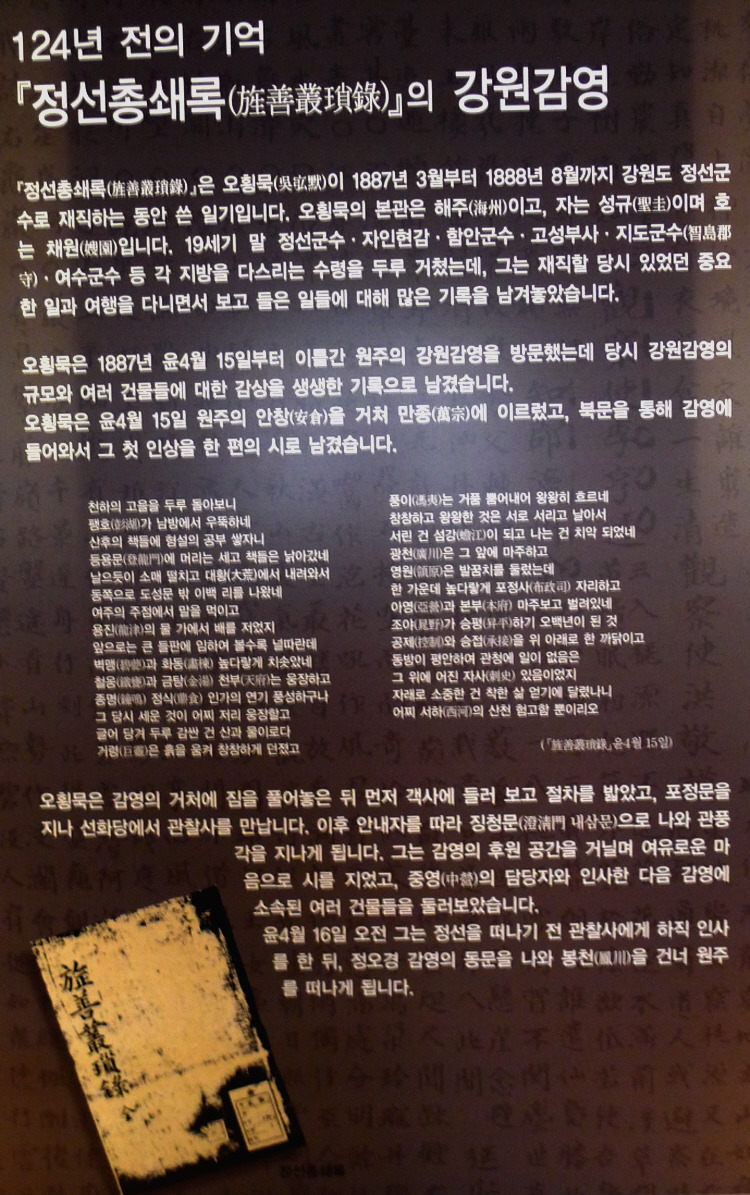 124년 전의 기억
『정선총쇄록(旌善叢瑣錄)』의 강원감영
『정선총쇄록(旌善叢瑣錄)』은 오횡묵(吳宖默)이 1887년 3월부터 1888년 8월까지 강원도 정선군
수로 재직하는 동안 쓴 일기입니다. 오횡묵의 본관은 해주(海州)이고, 자는 성규(聖圭)이며 호
는 채원(園)입니다. 19세기 말 정선군수·자인현감·함안군수·고성부사·지도군수(智島郡
守)·여수군수 등 각 지방을 다스리는 수령을 두루 거쳤는데, 그는 재직할 당시 있었던 중요
한 일과 여행을 다니면서 보고 들은 일들에 대해 많은 기록을 남겨놓았습니다.
오횡묵은 1887년 윤4월 15일부터 이틀간 원주의 강원감영을 방문했는데 당시 강원감영의
규모와 여러 건물들에 대한 감상을 생생한 기록으로 남겼습니다.
오횡묵은 윤4월 15일 원주의 안창(安倉)을 거쳐 만종(萬宗)에 이르렀고, 북문을 통해 감영에
들어와서 그 첫 인상을 한 편의 시로 남겼습니다.
천하의 고을을 두루 돌아보니
팽호(彭湖)가 남방에서 우뚝하네
산후의 책들에 형설의 공부 쌓자니
등용문(登龍門)에 머리는 세고 책들은 낡아갔네
날으듯이 소매 떨치고 대황(大荒)에서 내려와서
동쪽으로 도성문 밖 이백 리를 나왔네
여주의 주점에서 말을 먹이고
용진(龍津)의 물 가에서 배를 저었지
앞으로는 큰 들판에 임하여 볼수록 널따란데
벽맹(碧甍)과 화동(畵棟) 높다랗게 치솟았네
철옹(鐵甕)과 금탕(金湯) 천부(天府)는 웅장하고
종명(鐘鳴) 정식(鼎食) 인가의 연기 풍성하구나
그 당시 세운 것이 어찌 저리 웅장할고
글어 당겨 두루 감싼 건 산과 물이로다
거령(巨靈)은 흙을 움켜 창창하게 던졌고
풍이(馮夷)는 거품 뿜어내어 왕왕히 흐르네
창창하고 왕왕한 것은 서로 서리고 날아서
서린 건 섬강(蟾江)이 되고 나는 건 치악 되었네
광천(廣川)은 그 앞에 마주하고
영원(領原)은 발꿈치를 둘렀는데
한 가운데 높다랗게 포정사(布政司) 자리하고
아영(亞營)과 본부(本府) 마주보고 벌려있네
조야(朝野)가 승평(昇平)하기 오백년이 된 것
공제(控制)와 승접(承接)을 위 아래로 한 까닭이고
동방이 평안하여 관청에 일이 없음은
그 위에 어진 자사(刺史) 있음이었지
자래로 소중한 건 착한 살 얻기에 달렸나니
어찌 서하(西河)의 산천 험고함 뿐이리오
(『旌善叢瑣錄』윤4월 15일)
오횡묵은 감영의 거처에 짐을 풀어놓은 뒤 먼저 객사에 들러 보고 절차를 밟았고, 포정문을
지나 선화당에서 관찰사를 만납니다. 이후 안내자를 따라 징청문(澄淸門 내삼문)으로 나와 관풍
각을 지나게 됩니다. 그는 감영의 후원 공간을 거닐며 여유로운 마
음으로 시를 지었고, 중영(中營)의 담당자와 인사한 다음 감영에
소속된 여러 건물들을 둘러보았습니다.
윤4월 16일 오전 그는 정선을 떠나기 전 관찰사에게 하직 인사
를 한 뒤, 정오경 감영의 동문을 나와 봉천(鳳川)을 건너 원주
를 떠나게 됩니다.
旌善叢瑣錄 全
정선총쇄록